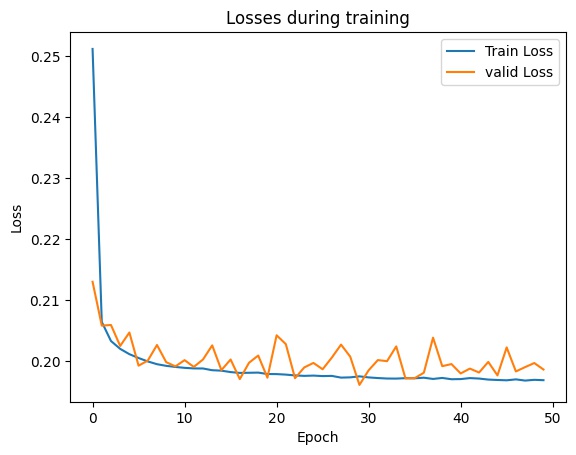 Losses during training
Train Loss
valid Loss
Loss
0.25
0.24
0.23
0.22
0.21
0.20
0 10 20 30 40 50
Epoch